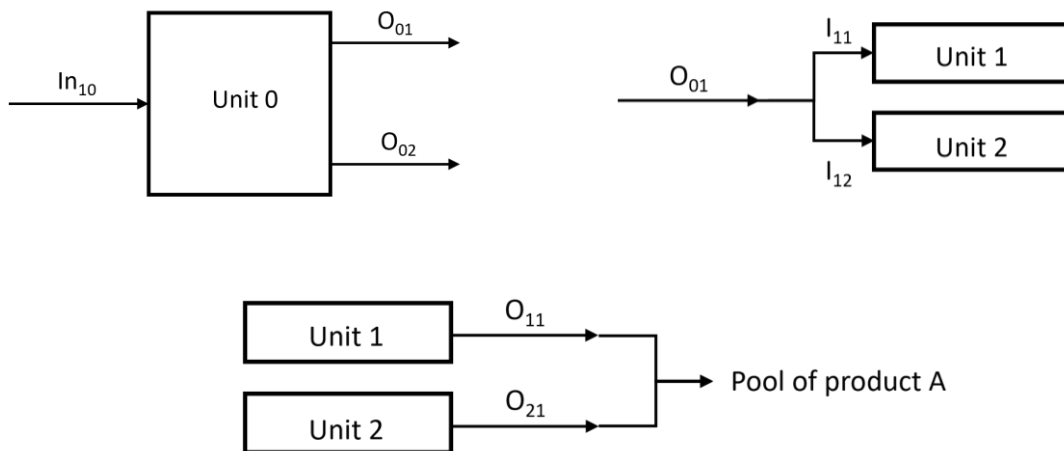 O₀₁
In₁₀
Unit 0
O₀₂
I₁₁
Unit 1
O₀₁
Unit 2
I₁₂
O₁₁
Unit 1
Pool of product A
O₂₁
Unit 2